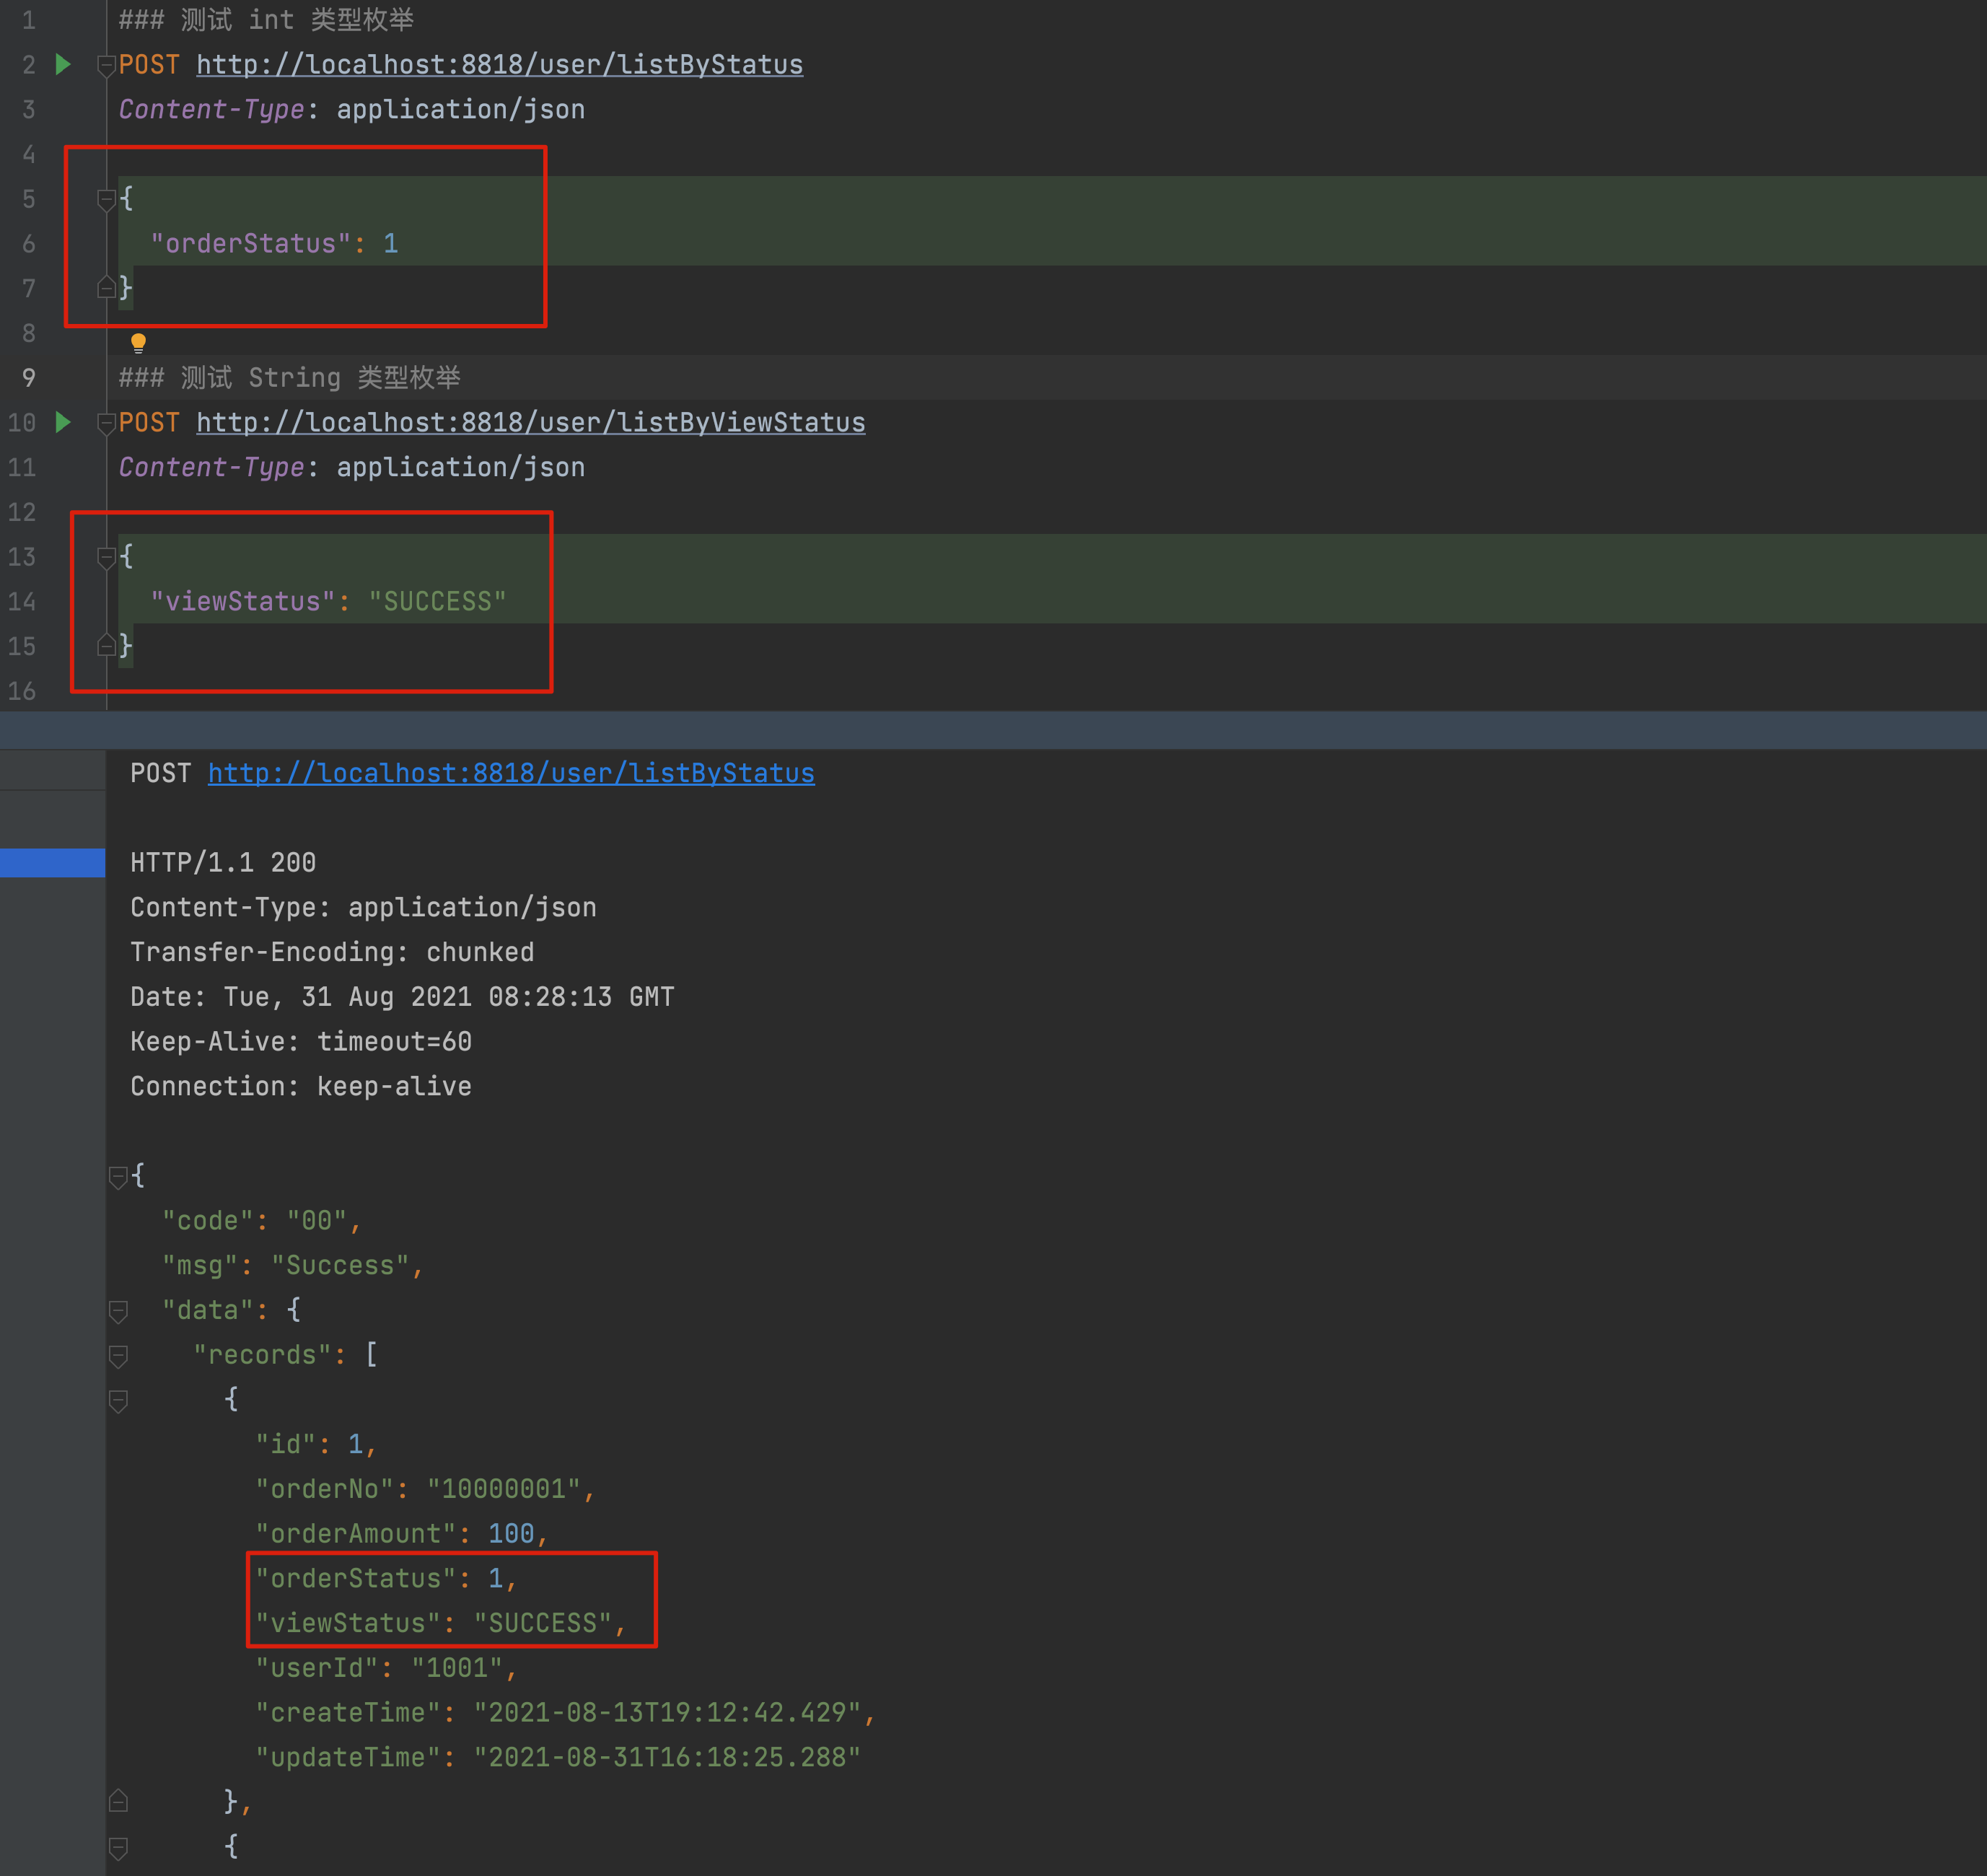 1 ### 测试 int 类型枚举
2 POST http://localhost:8818/user/listByStatus
3 Content-Type: application/json
4
5 {
6 "orderStatus": 1
7 }
8
9 ### 测试 String 类型枚举
10 POST http://localhost:8818/user/listByViewStatus
11 Content-Type: application/json
12
13 {
14 "viewStatus": "SUCCESS"
15 }
16
POST http://localhost:8818/user/listByStatus
HTTP/1.1 200
Content-Type: application/json
Transfer-Encoding: chunked
Date: Tue, 31 Aug 2021 08:28:13 GMT
Keep-Alive: timeout=60
Connection: keep-alive
{
"code": "00",
"msg": "Success",
"data": {
"records": [
{
"id": 1,
"orderNo": "10000001",
"orderAmount": 100,
"orderStatus": 1,
"viewStatus": "SUCCESS",
"userId": "1001",
"createTime": "2021-08-13T19:12:42.429",
"updateTime": "2021-08-31T16:18:25.288"
},
{